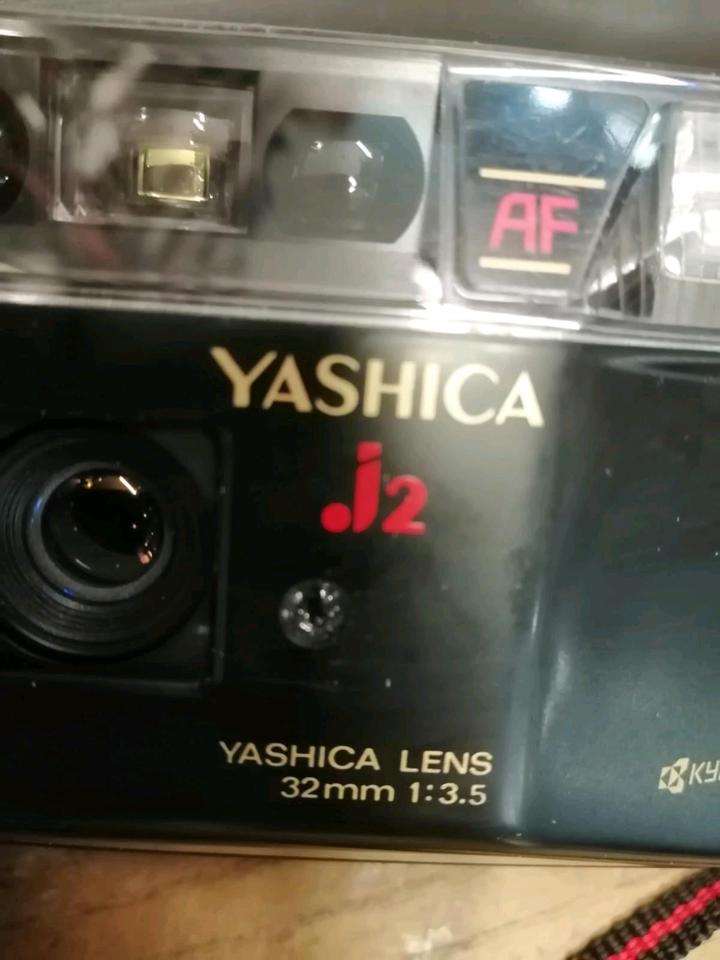 AF
YASHICA
J2
YASHICA LENS
32mm 1:3.5